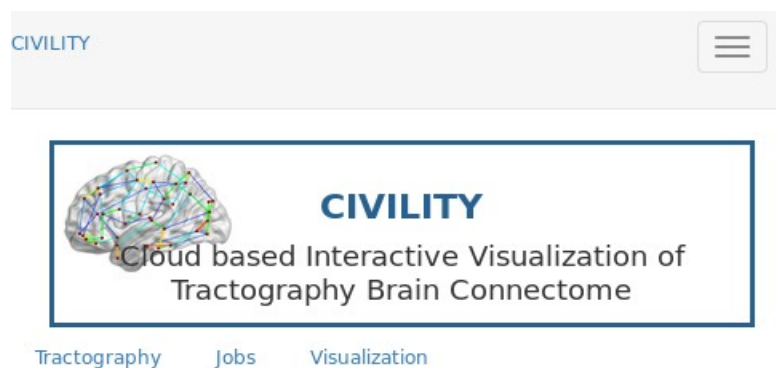 CIVILITY
CIVILITY
Cloud based Interactive Visualization of
Tractography Brain Connectome
Tractography Jobs Visualization